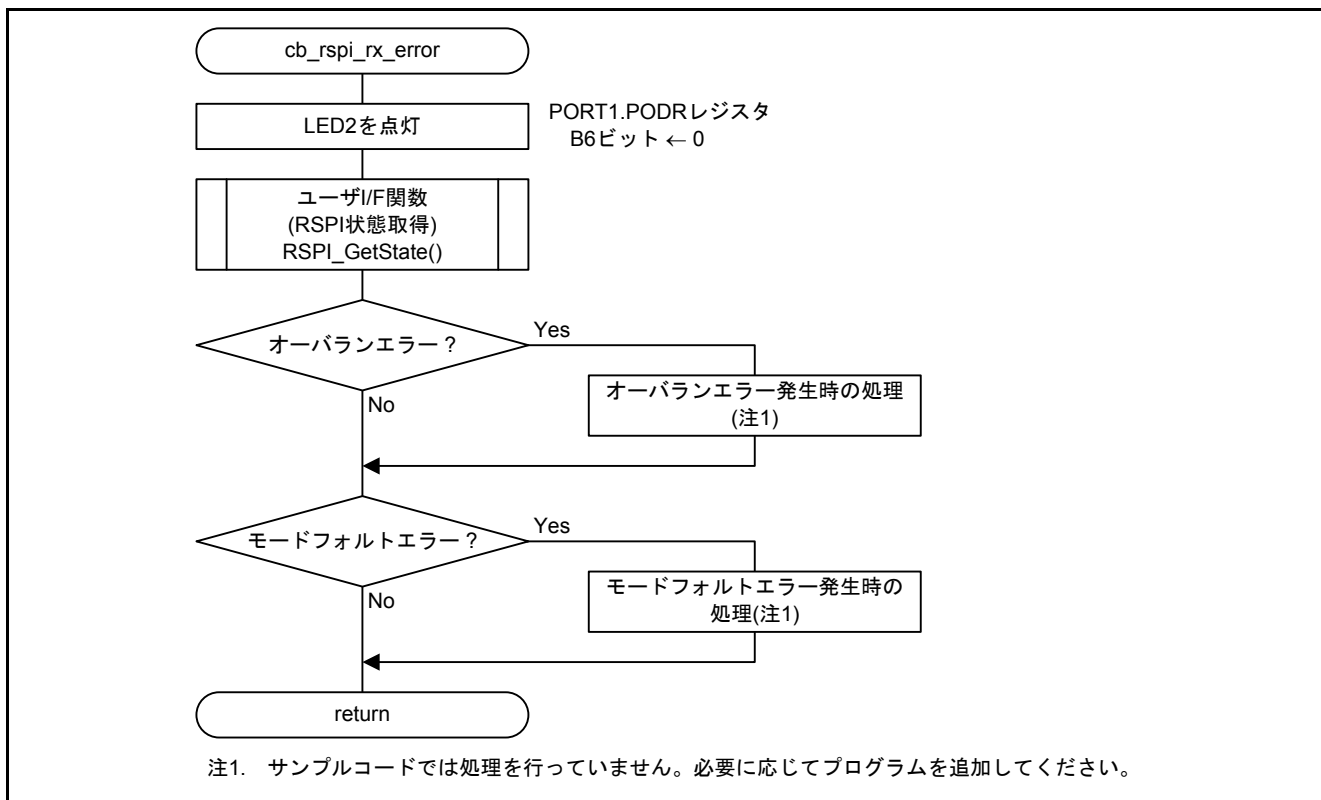 cb_rspi_rx_error
LED2を点灯
PORT1.PODRレジスタ
B6ビット ← 0
ユーザI/F関数
(RSPI状態取得)
RSPI_GetState()
オーバランエラー？
Yes
No
オーバランエラー発生時の処理
(注1)
モードフォルトエラー？
Yes
No
モードフォルトエラー発生時の
処理(注1)
return
注1. サンプルコードでは処理を行っていません。必要に応じてプログラムを追加してください。